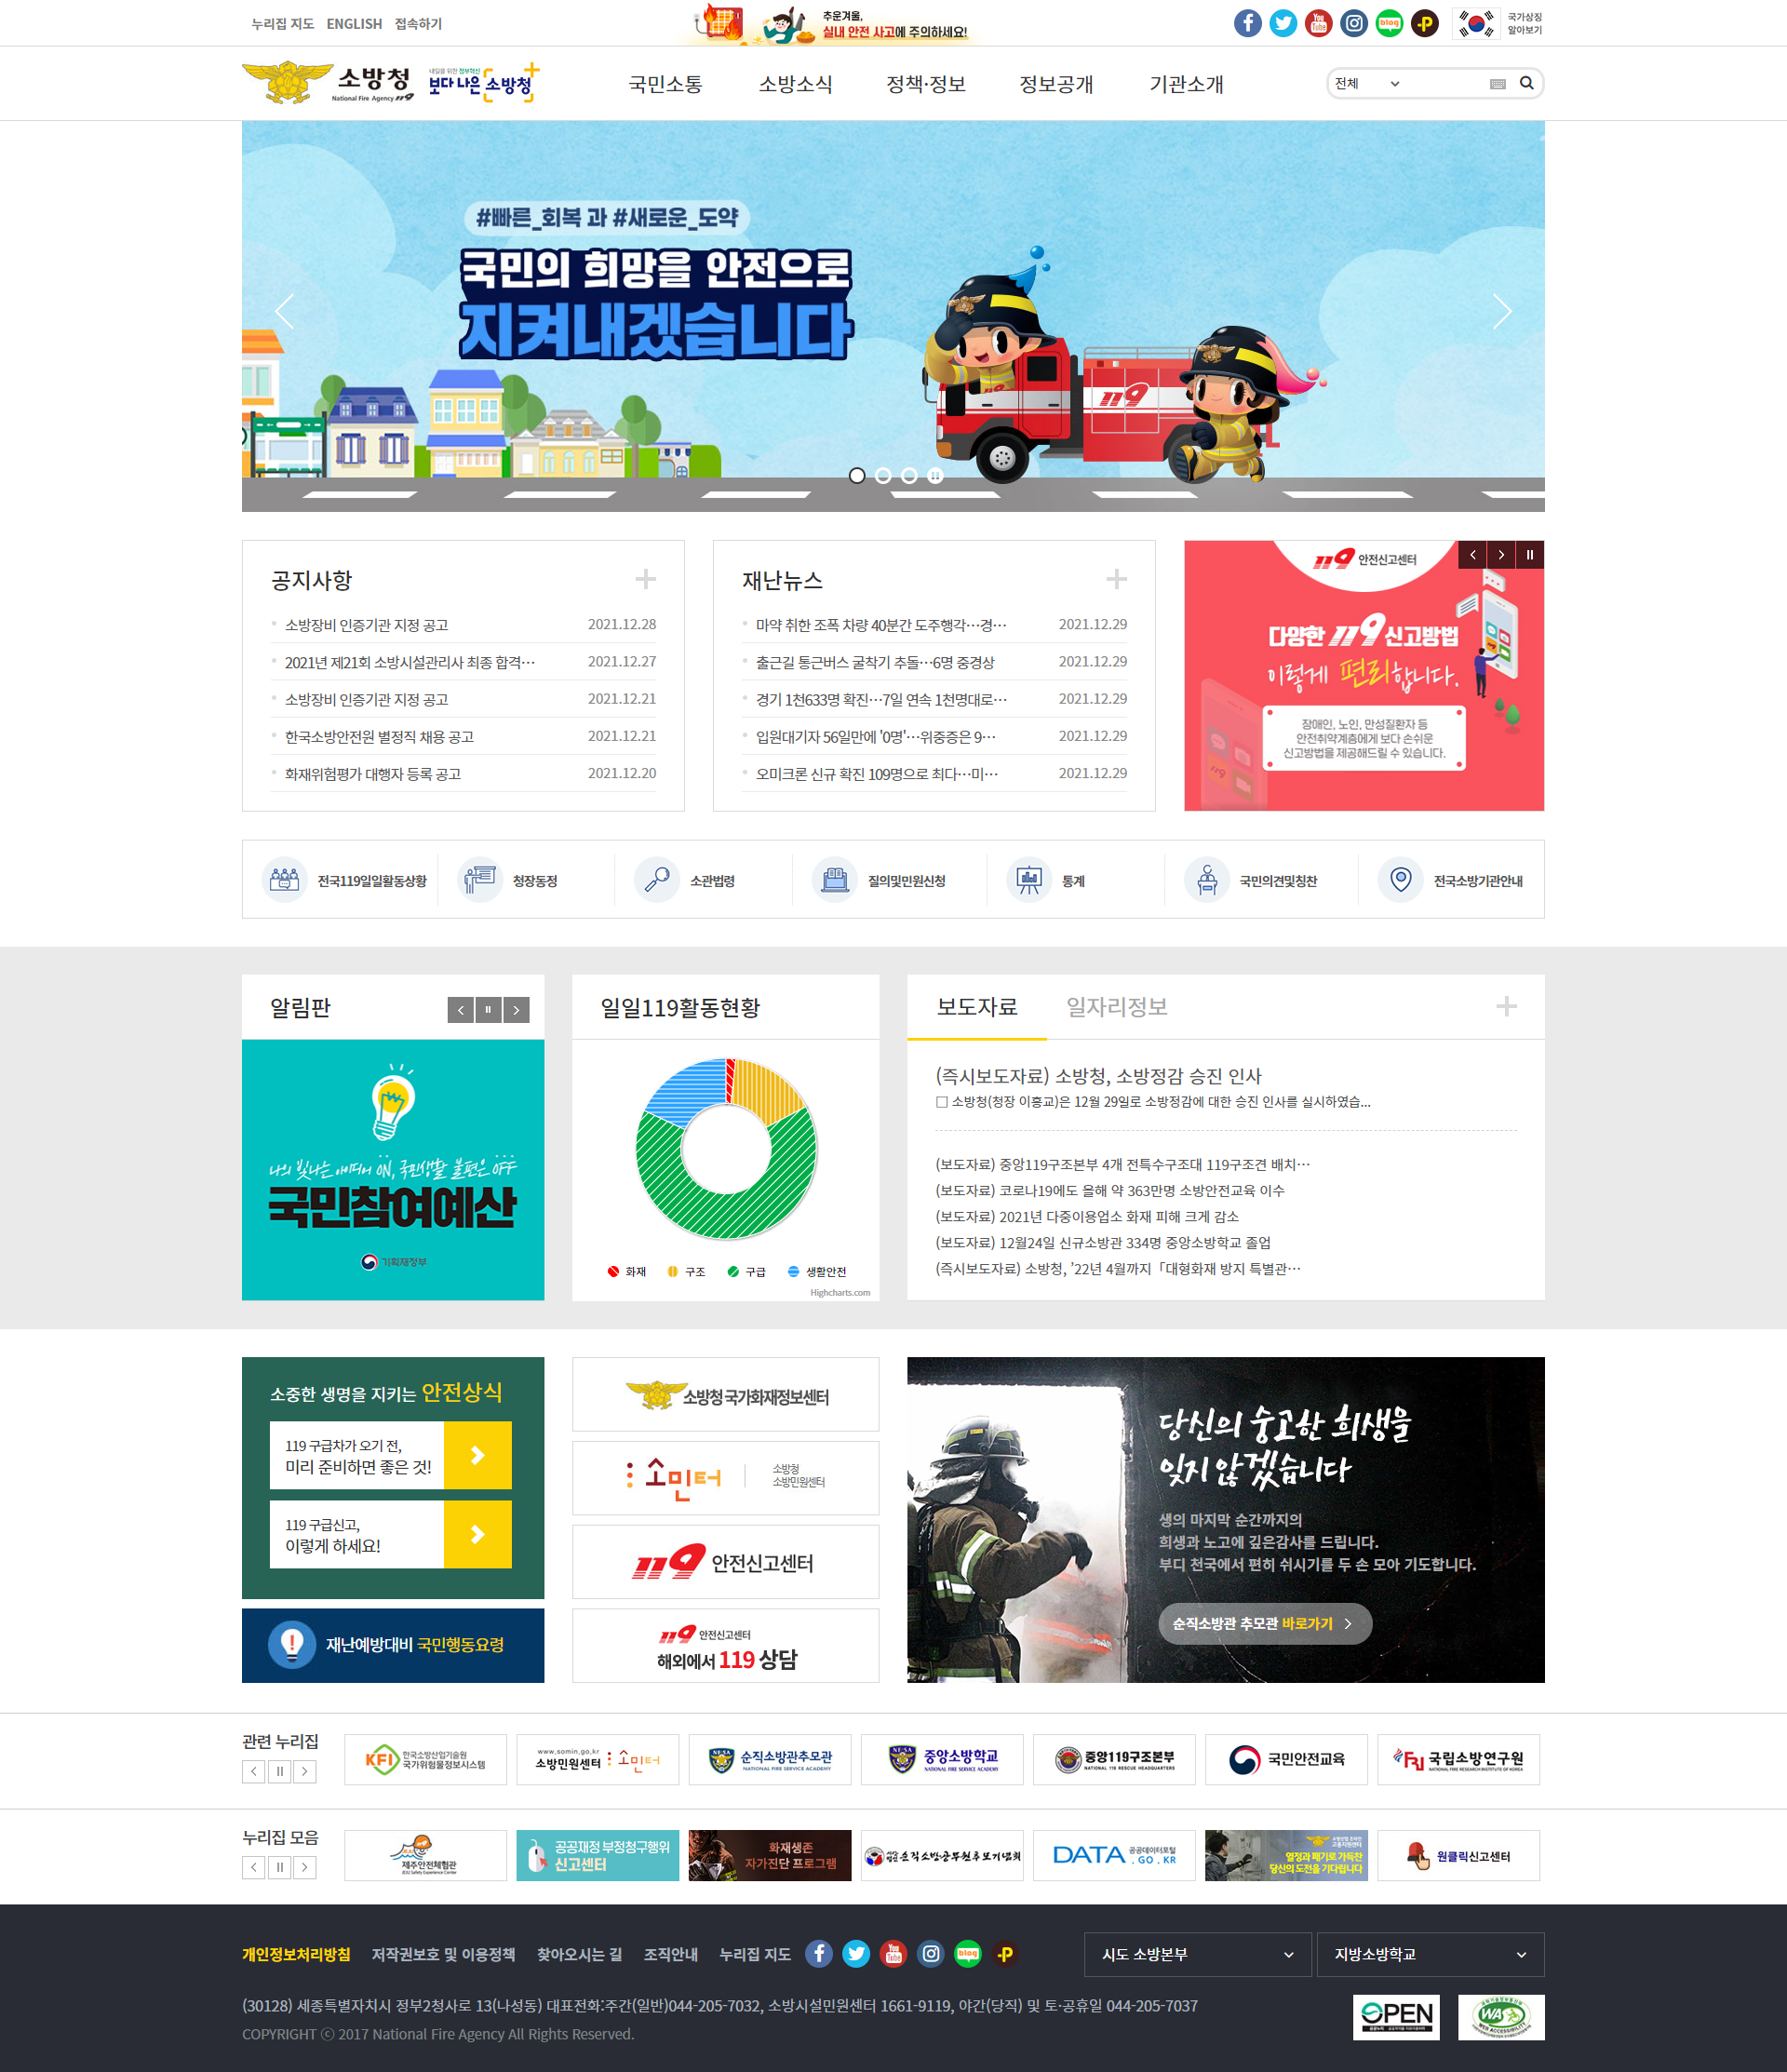 누리집 지도 ENGLISH 접속하기
추운겨울,
실내 안전 사고에 주의하세요!
국가상징
알아보기
소방청
National Fire Agency 119
내일을 위한 정부혁신
보다 나은 소방청
국민소통 소방소식 정책·정보 정보공개 기관소개
전체
#빠른_회복 과 #새로운_도약
국민의 희망을 안전으로
지켜내겠습니다
119
공지사항
소방장비 인증기관 지정 공고 2021.12.28
2021년 제21회 소방시설관리사 최종 합격… 2021.12.27
소방장비 인증기관 지정 공고 2021.12.21
한국소방안전원 별정직 채용 공고 2021.12.21
화재위험평가 대행자 등록 공고 2021.12.20
재난뉴스
마약 취한 조폭 차량 40분간 도주행각…경… 2021.12.29
출근길 통근버스 굴착기 추돌…6명 중경상 2021.12.29
경기 1천633명 확진…7일 연속 1천명대로… 2021.12.29
입원대기자 56일만에 '0명'…위중증은 9… 2021.12.29
오미크론 신규 확진 109명으로 최다…미… 2021.12.29
119 안전신고센터
다양한 119 신고방법
이렇게 편리합니다.
장애인, 노인, 만성질환자 등
안전취약계층에게 보다 손쉬운
신고방법을 제공해드릴 수 있습니다.
전국119일일활동상황 청장동정 소관법령 질의및민원신청 통계 국민의견및칭찬 전국소방기관안내
알림판
나의 빛나는 아이디어 ON, 국민생활 불편은 OFF
국민참여예산
기획재정부
일일119활동현황
화재 구조 구급 생활안전
Highcharts.com
보도자료 일자리정보
(즉시보도자료) 소방청, 소방정감 승진 인사
□ 소방청(청장 이흥교)은 12월 29일로 소방정감에 대한 승진 인사를 실시하였습...
(보도자료) 중앙119구조본부 4개 전특수구조대 119구조견 배치…
(보도자료) 코로나19에도 올해 약 363만명 소방안전교육 이수
(보도자료) 2021년 다중이용업소 화재 피해 크게 감소
(보도자료) 12월24일 신규소방관 334명 중앙소방학교 졸업
(즉시보도자료) 소방청, ’22년 4월까지「대형화재 방지 특별관…
소중한 생명을 지키는 안전상식
119 구급차가 오기 전,
미리 준비하면 좋은 것!
119 구급신고,
이렇게 하세요!
재난예방대비 국민행동요령
소방청 국가화재정보센터
소민터
소방청
소방민원센터
119 안전신고센터
119 안전신고센터
해외에서 119 상담
당신의 숭고한 희생을
잊지 않겠습니다
생의 마지막 순간까지의
희생과 노고에 깊은감사를 드립니다.
부디 천국에서 편히 쉬시기를 두 손 모아 기도합니다.
순직소방관 추모관 바로가기
관련 누리집
KFI 한국소방산업기술원
국가위험물정보시스템
www.somin.go.kr
소방민원센터 소민터
순직소방관추모관
NATIONAL FIRE SERVICE ACADEMY
중앙소방학교
NATIONAL FIRE SERVICE ACADEMY
중앙119구조본부
NATIONAL 119 RESCUE HEADQUARTERS
국민안전교육
국립소방연구원
NATIONAL FIRE RESEARCH INSTITUTE OF KOREA
누리집 모음
제주안전체험관
JEJU Safety Experience Center
공공재정 부정청구행위
신고센터
화재생존
자가진단 프로그램
순직소방공무원추모기념회
DATA 공공데이터포털
.GO.KR
열정과 패기로 가득찬
당신의 도전을 기다립니다
원클릭신고센터
개인정보처리방침 저작권보호 및 이용정책 찾아오시는 길 조직안내 누리집 지도
시도 소방본부 지방소방학교
(30128) 세종특별자치시 정부2청사로 13(나성동) 대표전화:주간(일반)044-205-7032, 소방시설민원센터 1661-9119, 야간(당직) 및 토·공휴일 044-205-7037
COPYRIGHT ⓒ 2017 National Fire Agency All Rights Reserved.
OPEN
WA
WEB ACCESSIBILITY